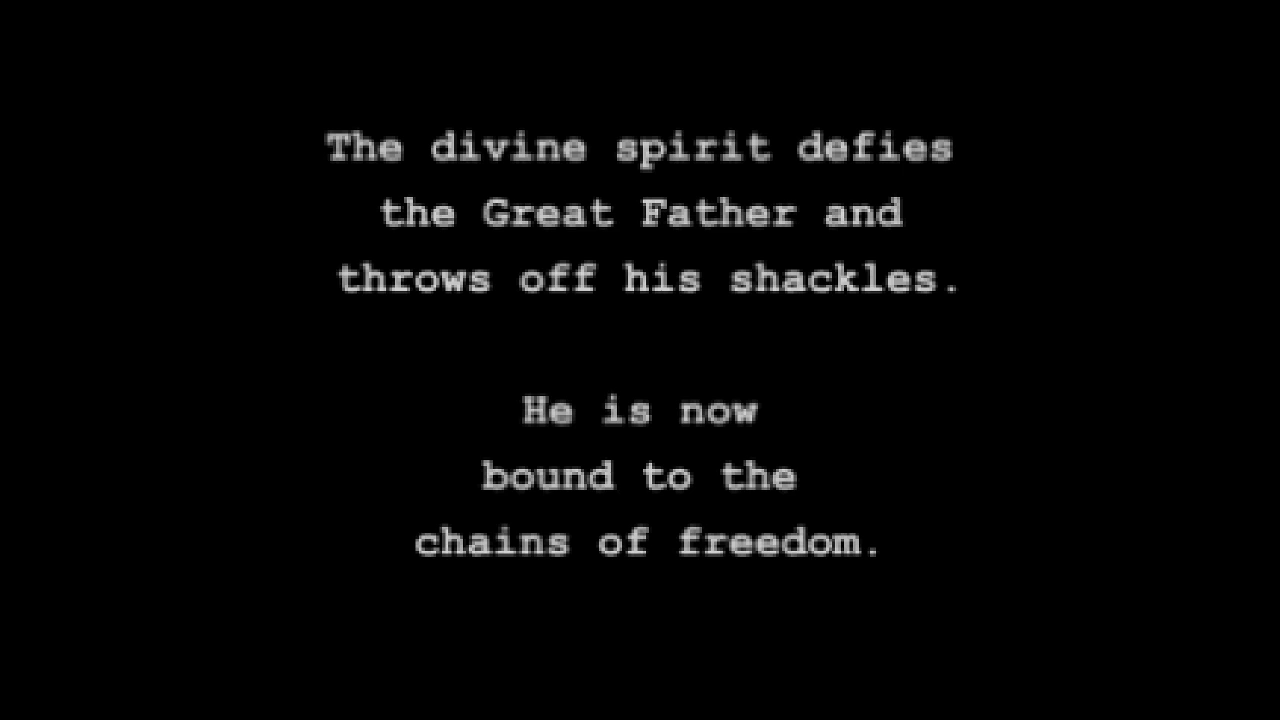 The divine spirit defies
the Great Father and
throws off his shackles.
He is now
bound to the
chains of freedom.